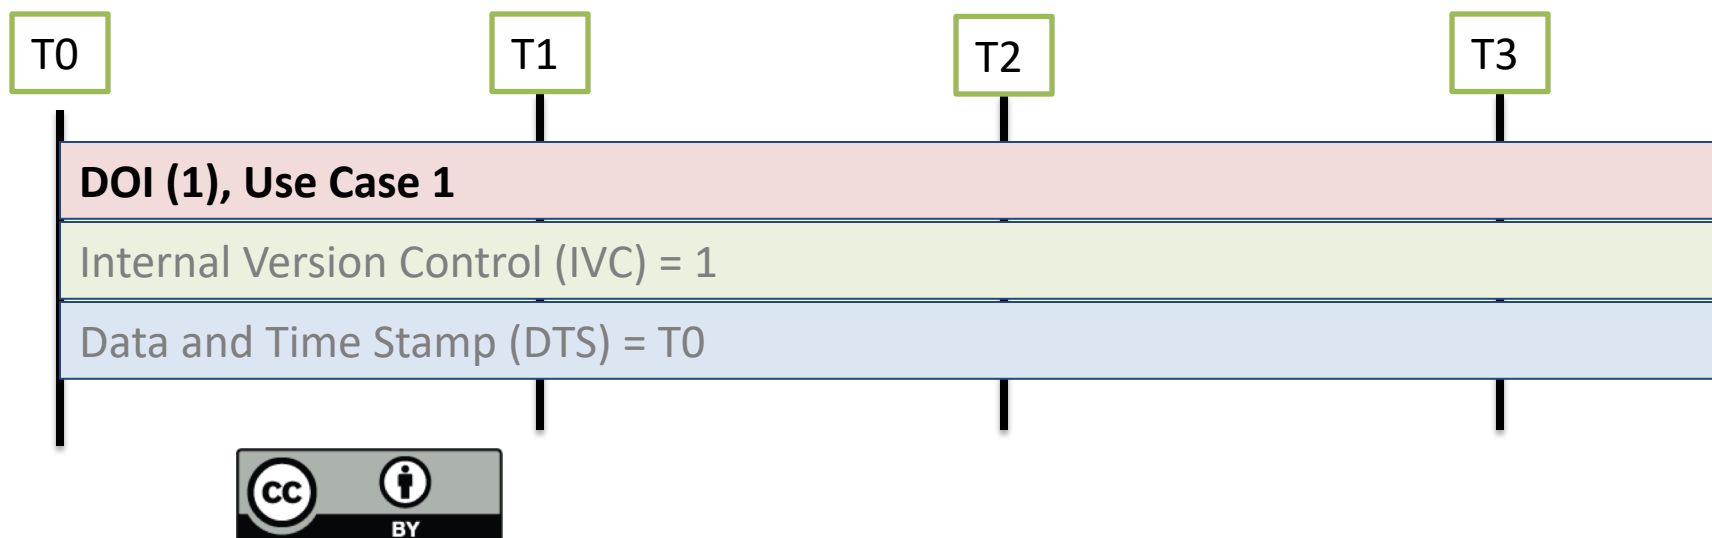 T0
T1
T2
T3
DOI (1), Use Case 1
Internal Version Control (IVC) = 1
Data and Time Stamp (DTS) = T0
CC
BY